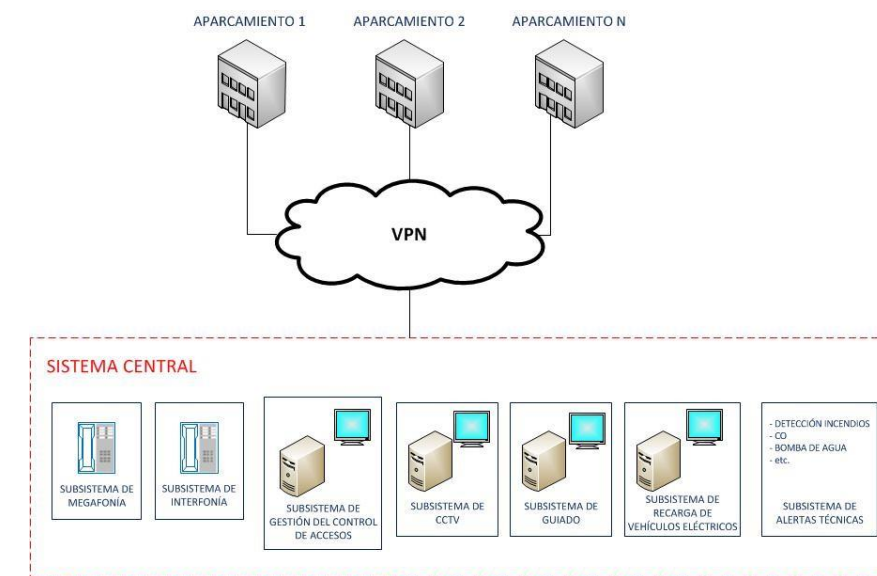 APARCAMIENTO 1
APARCAMIENTO 2
APARCAMIENTO N
VPN
SISTEMA CENTRAL
SUBSISTEMA DE
MEGAFONÍA
SUBSISTEMA DE
INTERFONÍA
SUBSISTEMA DE
GESTIÓN DEL CONTROL
DE ACCESOS
SUBSISTEMA DE
CCTV
SUBSISTEMA DE
GUIADO
SUBSISTEMA DE
RECARGA DE
VEHÍCULOS ELÉCTRICOS
- DETECCIÓN INCENDIOS
- CO
- BOMBA DE AGUA
- etc.
SUBSISTEMA DE
ALERTAS TÉCNICAS